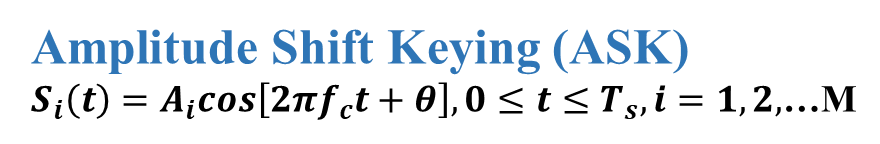 Amplitude Shift Keying (ASK)
Sᵢ(t) = Aᵢcos[2πf꜀t + θ], 0 ≤ t ≤ Tₛ, i = 1, 2,...M